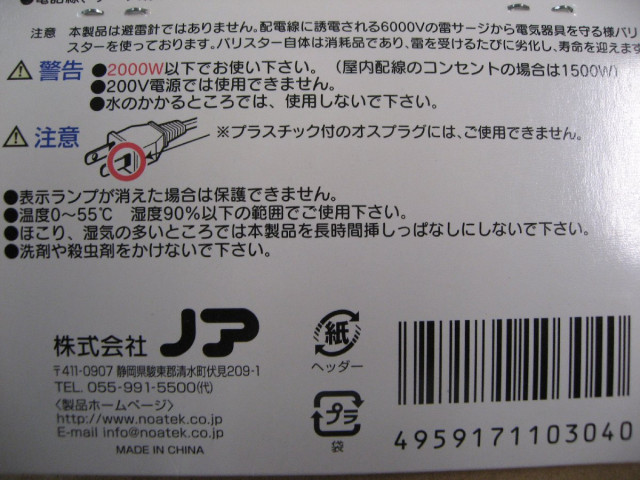 注意 本製品は避雷針ではありません。配電線に誘電される6000Vの雷サージから電気器具を守る様バリ
スターを使っております。バリスター自体は消耗品であり、雷を受けるたびに劣化し、寿命を迎えます
警告 ●2000W以下でお使い下さい。(屋内配線のコンセントの場合は1500W)
●200V電源では使用できません。
●水のかかるところでは、使用しないで下さい。
注意 ※プラスチック付のオスプラグには、ご使用できません。
●表示ランプが消えた場合は保護できません。
●温度0〜55℃ 湿度90%以下の範囲でご使用下さい。
●ほこり、湿気の多いところでは本製品を長時間挿しっぱなしにしないで下さい。
●洗剤や殺虫剤をかけないで下さい。
株式会社 ノア
〒411-0907 静岡県駿東郡清水町伏見209-1
TEL. 055-991-5500(代)
〈製品ホームページ〉
http://www.noatek.co.jp
E-mail info@noatek.co.jp
MADE IN CHINA
紙
ヘッダー
プラ
袋
4959171103040